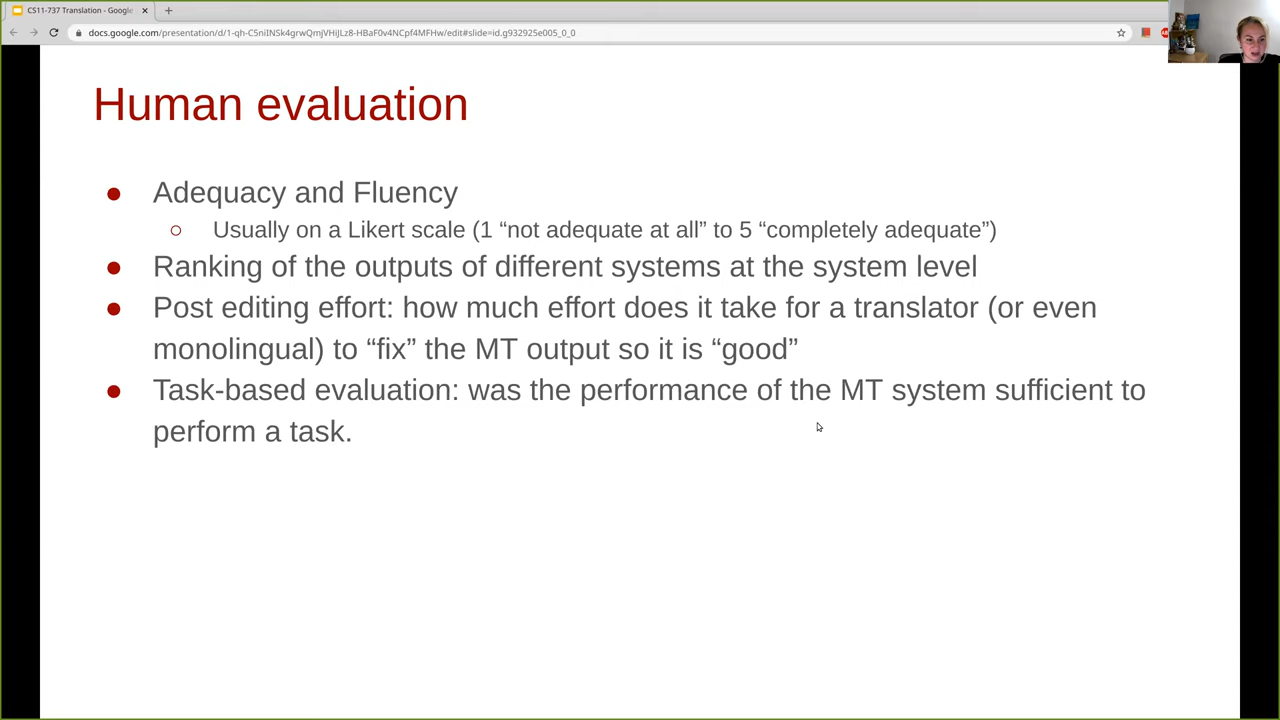 CS11-737 Translation - Google
docs.google.com/presentation/d/1-qh-C5niINSk4grwQmjVHiJLz8-HBaF0v4NCpf4MFHw/edit#slide=id.g932925e005_0_0
Human evaluation
● Adequacy and Fluency
○ Usually on a Likert scale (1 “not adequate at all” to 5 “completely adequate”)
● Ranking of the outputs of different systems at the system level
● Post editing effort: how much effort does it take for a translator (or even
monolingual) to “fix” the MT output so it is “good”
● Task-based evaluation: was the performance of the MT system sufficient to
perform a task.